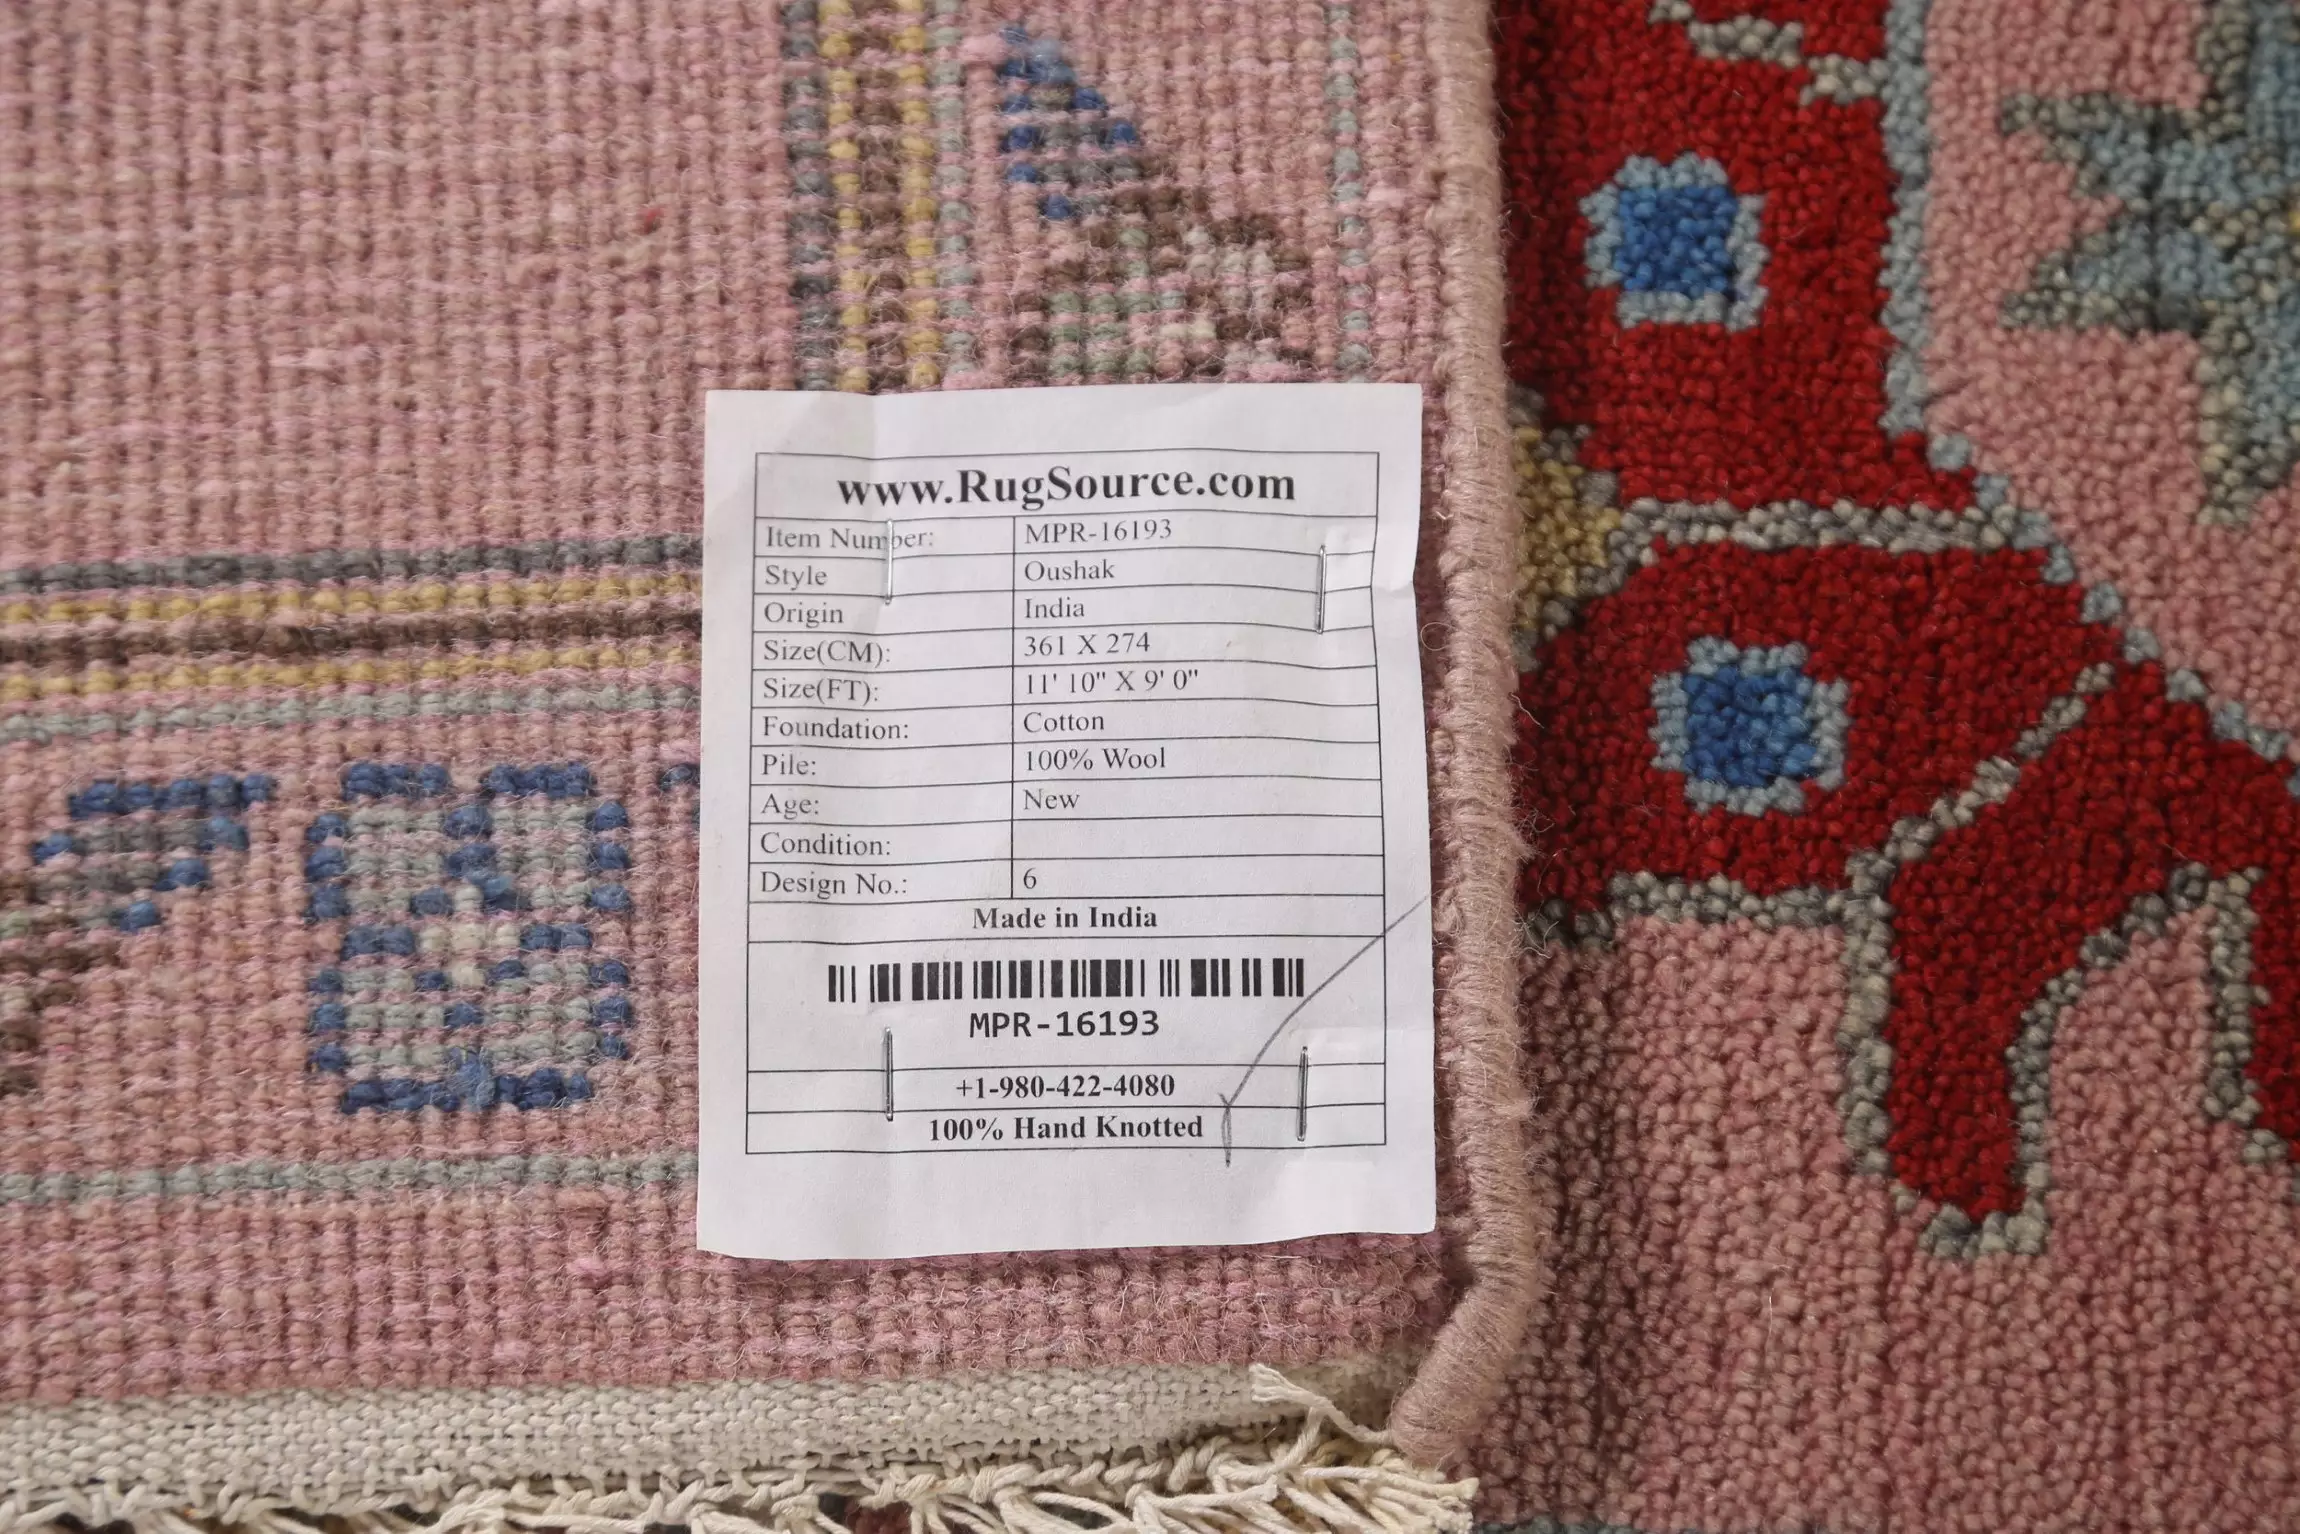 www.RugSource.com
Item Number: MPR-16193
Style Oushak
Origin India
Size(CM): 361 X 274
Size(FT): 11' 10" X 9' 0"
Foundation: Cotton
Pile: 100% Wool
Age: New
Condition:
Design No.: 6
Made in India
MPR-16193
+1-980-422-4080
100% Hand Knotted